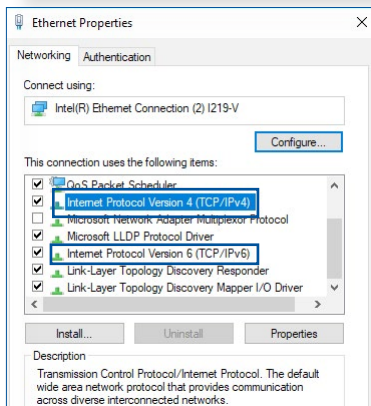 Ethernet Properties
Networking Authentication
Connect using:
Intel(R) Ethernet Connection (2) I219-V
Configure...
This connection uses the following items:
QoS Packet Scheduler
Internet Protocol Version 4 (TCP/IPv4)
Microsoft Network Adapter Multiplexor Protocol
Microsoft LLDP Protocol Driver
Internet Protocol Version 6 (TCP/IPv6)
Link-Layer Topology Discovery Responder
Link-Layer Topology Discovery Mapper I/O Driver
Install... Uninstall Properties
Description
Transmission Control Protocol/Internet Protocol. The default
wide area network protocol that provides communication
across diverse interconnected networks.